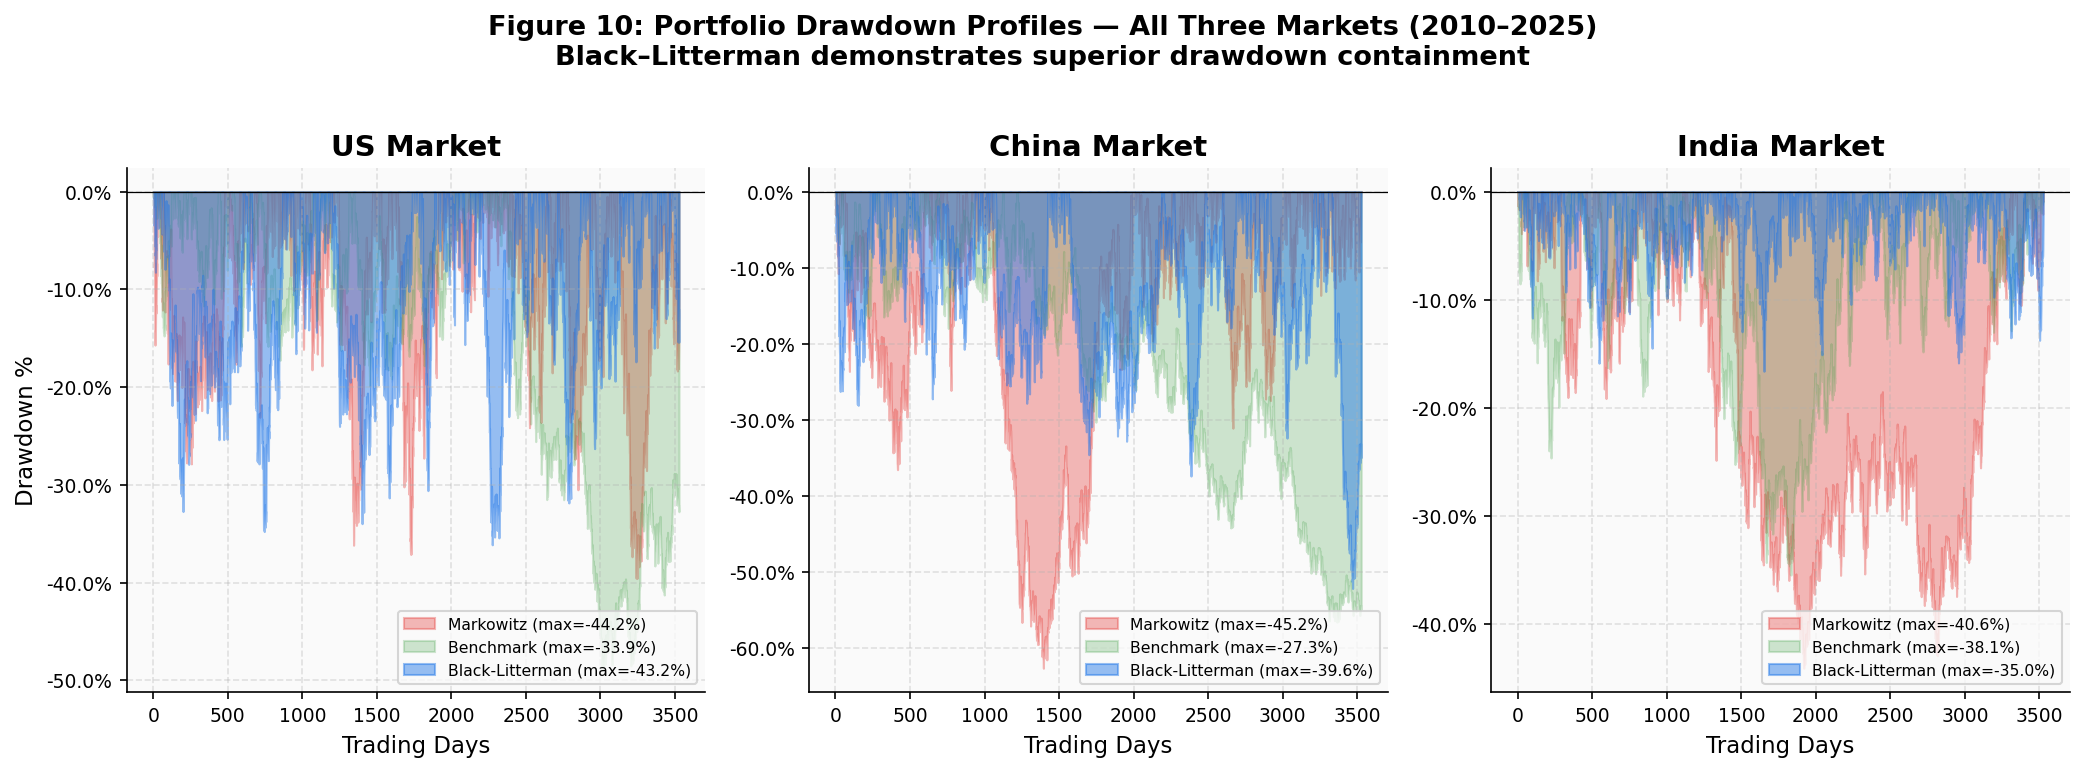 Figure 10: Portfolio Drawdown Profiles — All Three Markets (2010–2025)
Black–Litterman demonstrates superior drawdown containment
US Market
Drawdown %
0.0%
-10.0%
-20.0%
-30.0%
-40.0%
-50.0%
Markowitz (max=-44.2%)
Benchmark (max=-33.9%)
Black-Litterman (max=-43.2%)
0 500 1000 1500 2000 2500 3000 3500
Trading Days
China Market
0.0%
-10.0%
-20.0%
-30.0%
-40.0%
-50.0%
-60.0%
Markowitz (max=-45.2%)
Benchmark (max=-27.3%)
Black-Litterman (max=-39.6%)
0 500 1000 1500 2000 2500 3000 3500
Trading Days
India Market
0.0%
-10.0%
-20.0%
-30.0%
-40.0%
Markowitz (max=-40.6%)
Benchmark (max=-38.1%)
Black-Litterman (max=-35.0%)
0 500 1000 1500 2000 2500 3000 3500
Trading Days